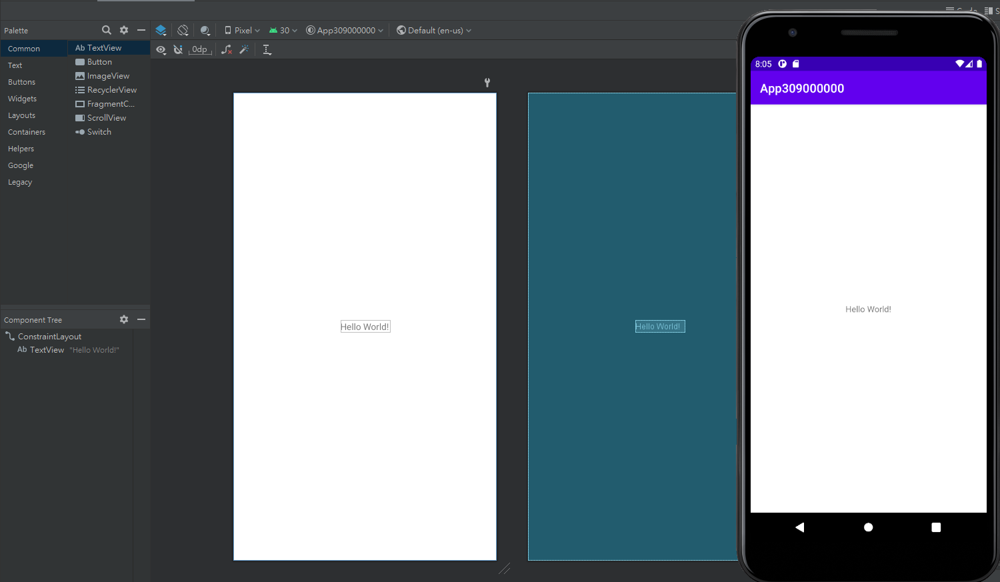 Palette
Pixel
30
App309000000
Default (en-us)
0dp
Common
Text
Buttons
Widgets
Layouts
Containers
Helpers
Google
Legacy
Ab TextView
Button
ImageView
RecyclerView
FragmentC...
ScrollView
Switch
Component Tree
ConstraintLayout
Ab TextView "Hello World!"
Hello World!
Hello World!
8:05
App309000000
Hello World!